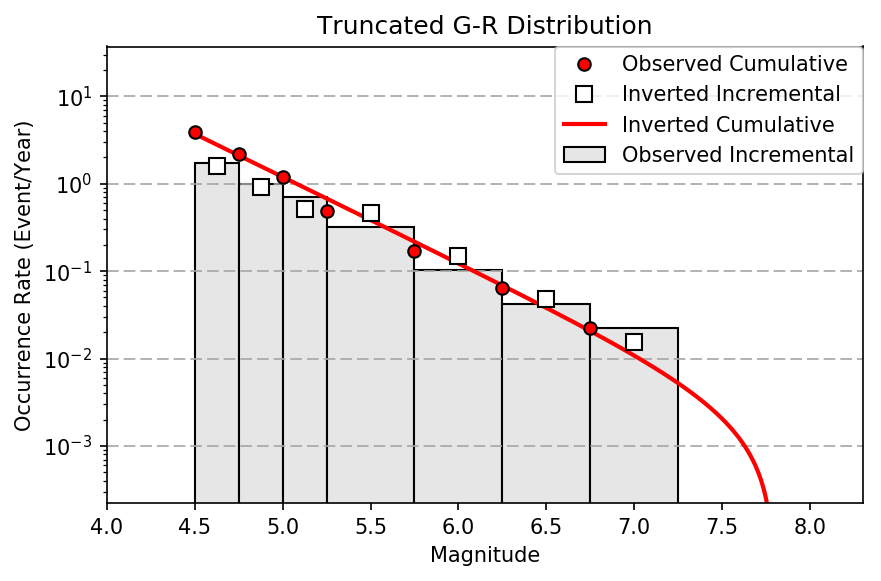 Truncated G-R Distribution
Observed Cumulative
Inverted Incremental
Inverted Cumulative
Observed Incremental
Occurrence Rate (Event/Year)
10¹
10⁰
10⁻¹
10⁻²
10⁻³
4.0 4.5 5.0 5.5 6.0 6.5 7.0 7.5 8.0
Magnitude